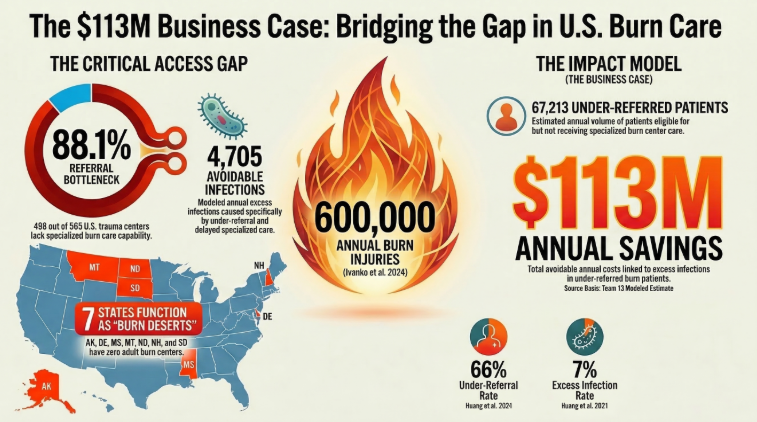 The $113M Business Case: Bridging the Gap in U.S. Burn Care
THE CRITICAL ACCESS GAP
88.1%
REFERRAL
BOTTLENECK
498 out of 565 U.S. trauma centers
lack specialized burn care capability.
4,705
AVOIDABLE
INFECTIONS
Modeled annual excess
infections caused specifically
by under-referral and
delayed specialized care.
MT
ND
SD
NH
DE
MS
AK
7 STATES FUNCTION
AS "BURN DESERTS"
AK, DE, MS, MT, ND, NH, and SD
have zero adult burn centers.
600,000
ANNUAL BURN
INJURIES
(Ivanko et al. 2024)
THE IMPACT MODEL
(THE BUSINESS CASE)
67,213 UNDER-REFERRED PATIENTS
Estimated annual volume of patients eligible for
but not receiving specialized burn center care.
$113M
ANNUAL SAVINGS
Total avoidable annual costs linked to excess infections
in under-referred burn patients.
Source Basis: Team 13 Modeled Estimate
66%
Under-Referral
Rate
Huang et al. 2024
7%
Excess Infection
Rate
Huang et al. 2021